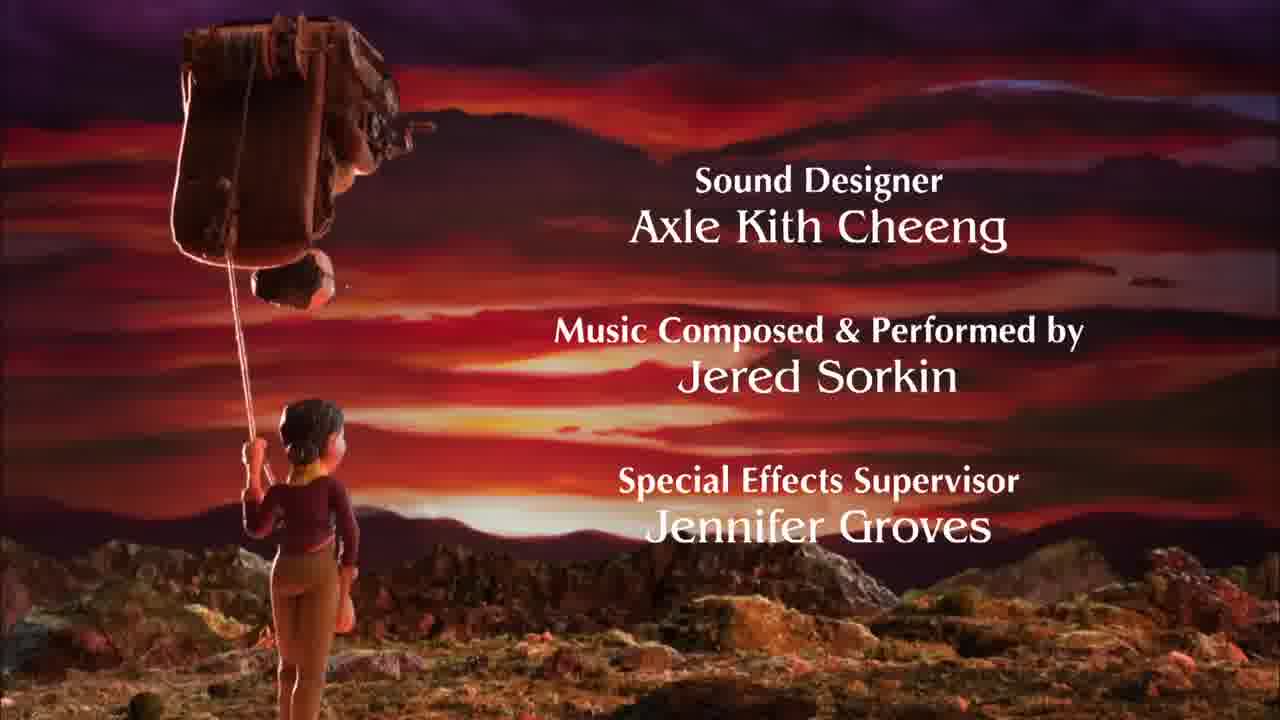 Sound Designer
Axle Kith Cheeng
Music Composed & Performed by
Jered Sorkin
Special Effects Supervisor
Jennifer Groves